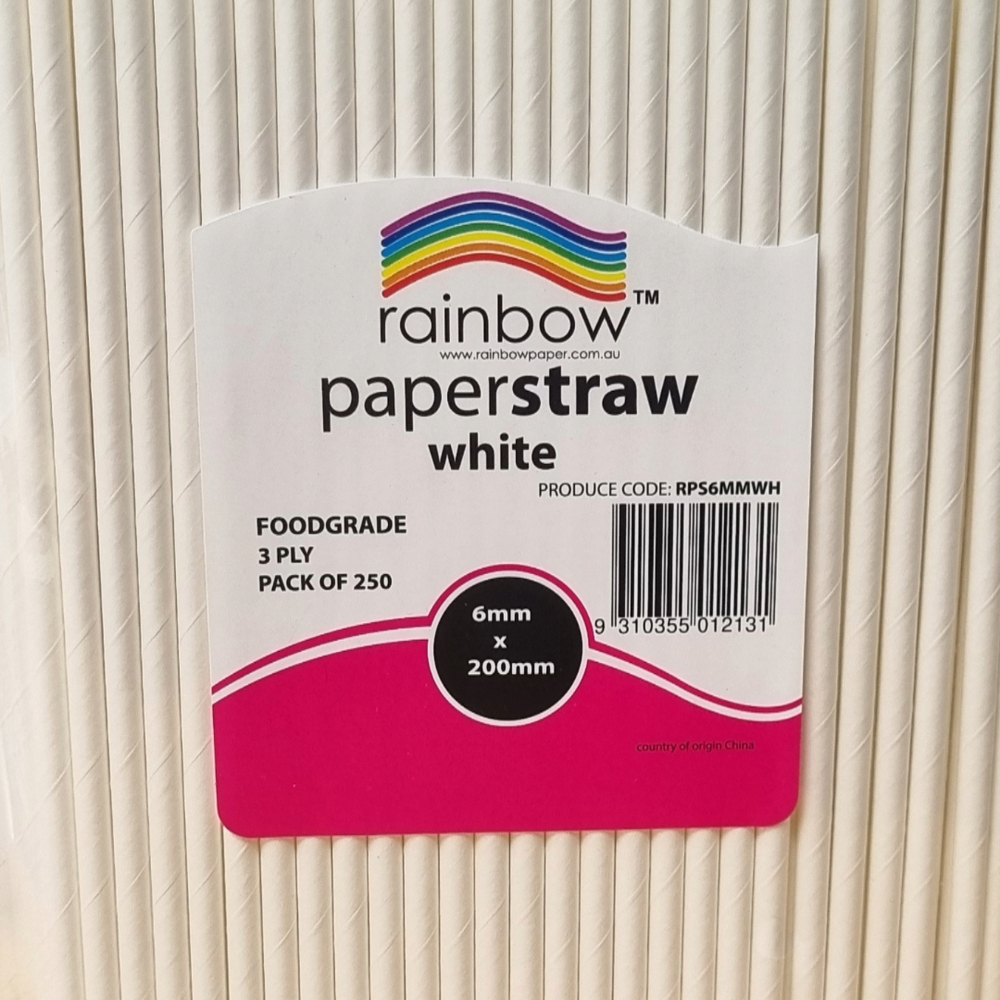 rainbow™
www.rainbowpaper.com.au
paperstraw
white
PRODUCE CODE: RPS6MMWH
FOODGRADE
3 PLY
PACK OF 250
9 310355 012131
6mm
x
200mm
country of origin China